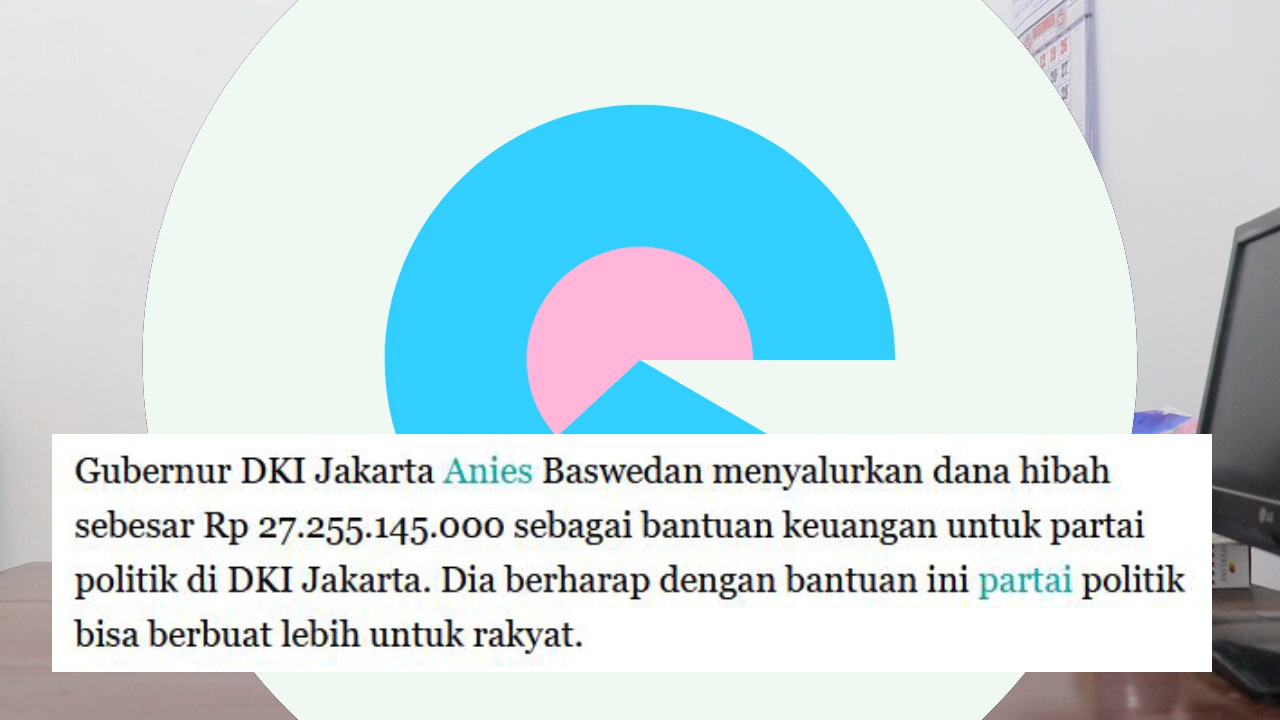 Gubernur DKI Jakarta Anies Baswedan menyalurkan dana hibah
sebesar Rp 27.255.145.000 sebagai bantuan keuangan untuk partai
politik di DKI Jakarta. Dia berharap dengan bantuan ini partai politik
bisa berbuat lebih untuk rakyat.